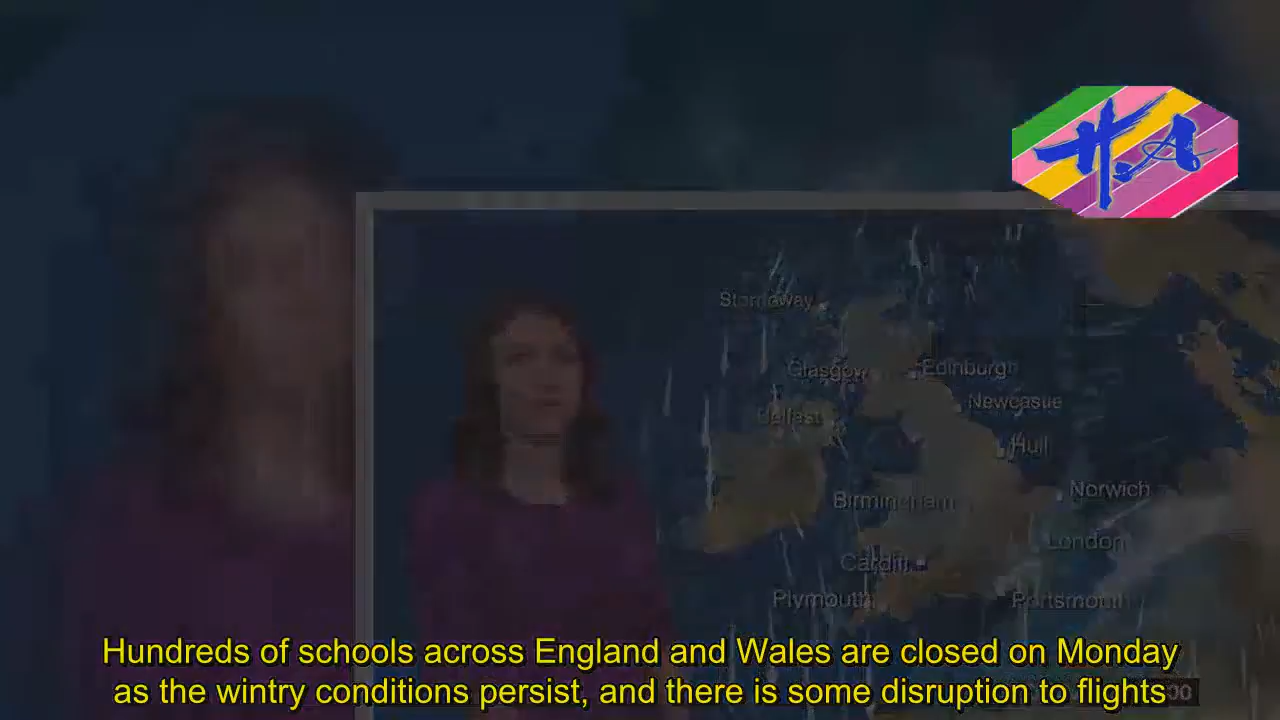 H.A
Stornoway
Glasgow
Edinburgh
Newcastle
Belfast
Hull
Birmingham
Norwich
London
Cardiff
Plymouth
Portsmouth
Hundreds of schools across England and Wales are closed on Monday
as the wintry conditions persist, and there is some disruption to flights